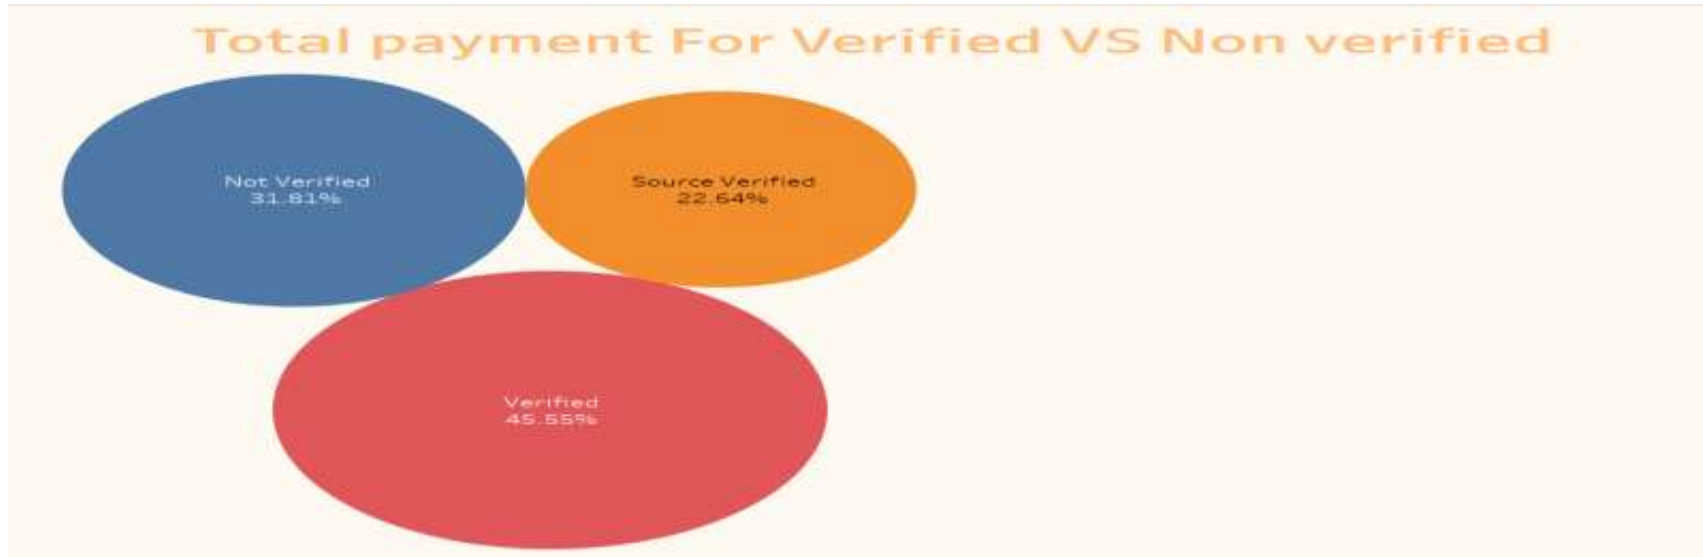 Total payment For Verified VS Non verified
Not Verified
31.81%
Source Verified
22.64%
Verified
45.55%